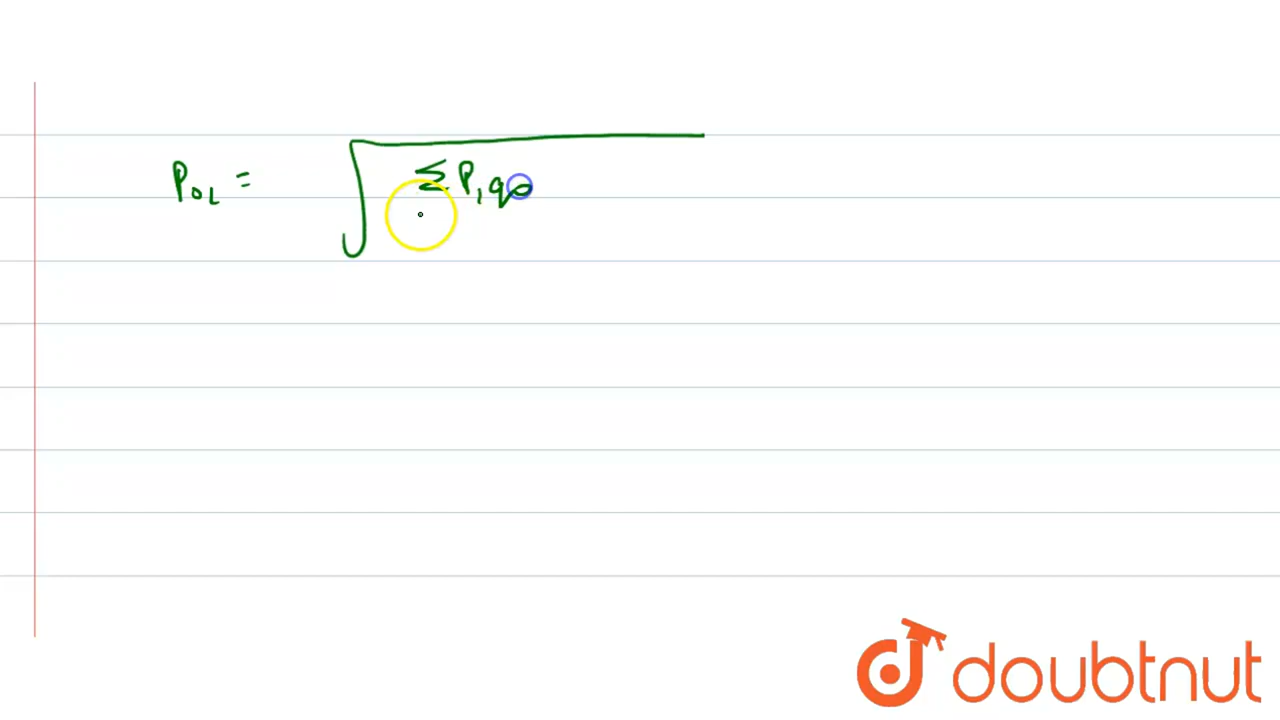 P₀₁ = √ Σ P₁q₀
doubtnut